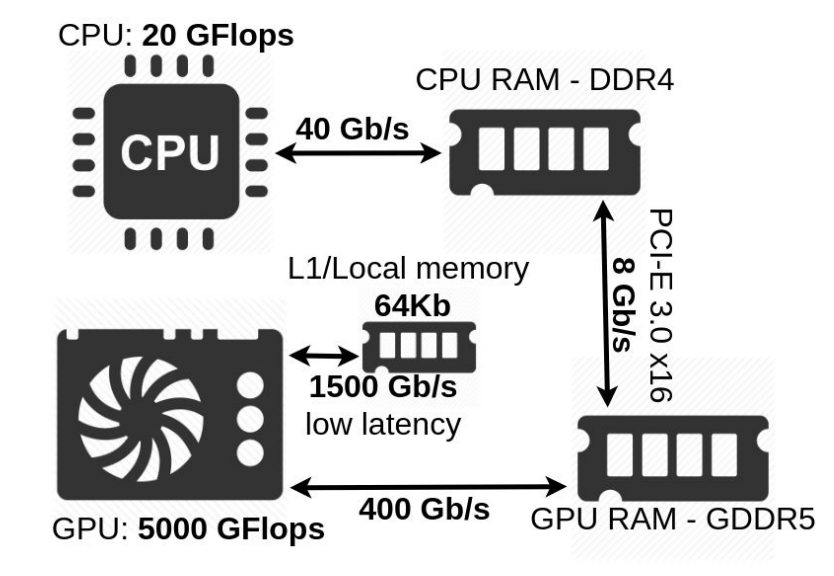 CPU: 20 GFlops
CPU RAM - DDR4
CPU
40 Gb/s
PCI-E 3.0 x16
8 Gb/s
L1/Local memory
64Kb
1500 Gb/s
low latency
400 Gb/s
GPU RAM - GDDR5
GPU: 5000 GFlops